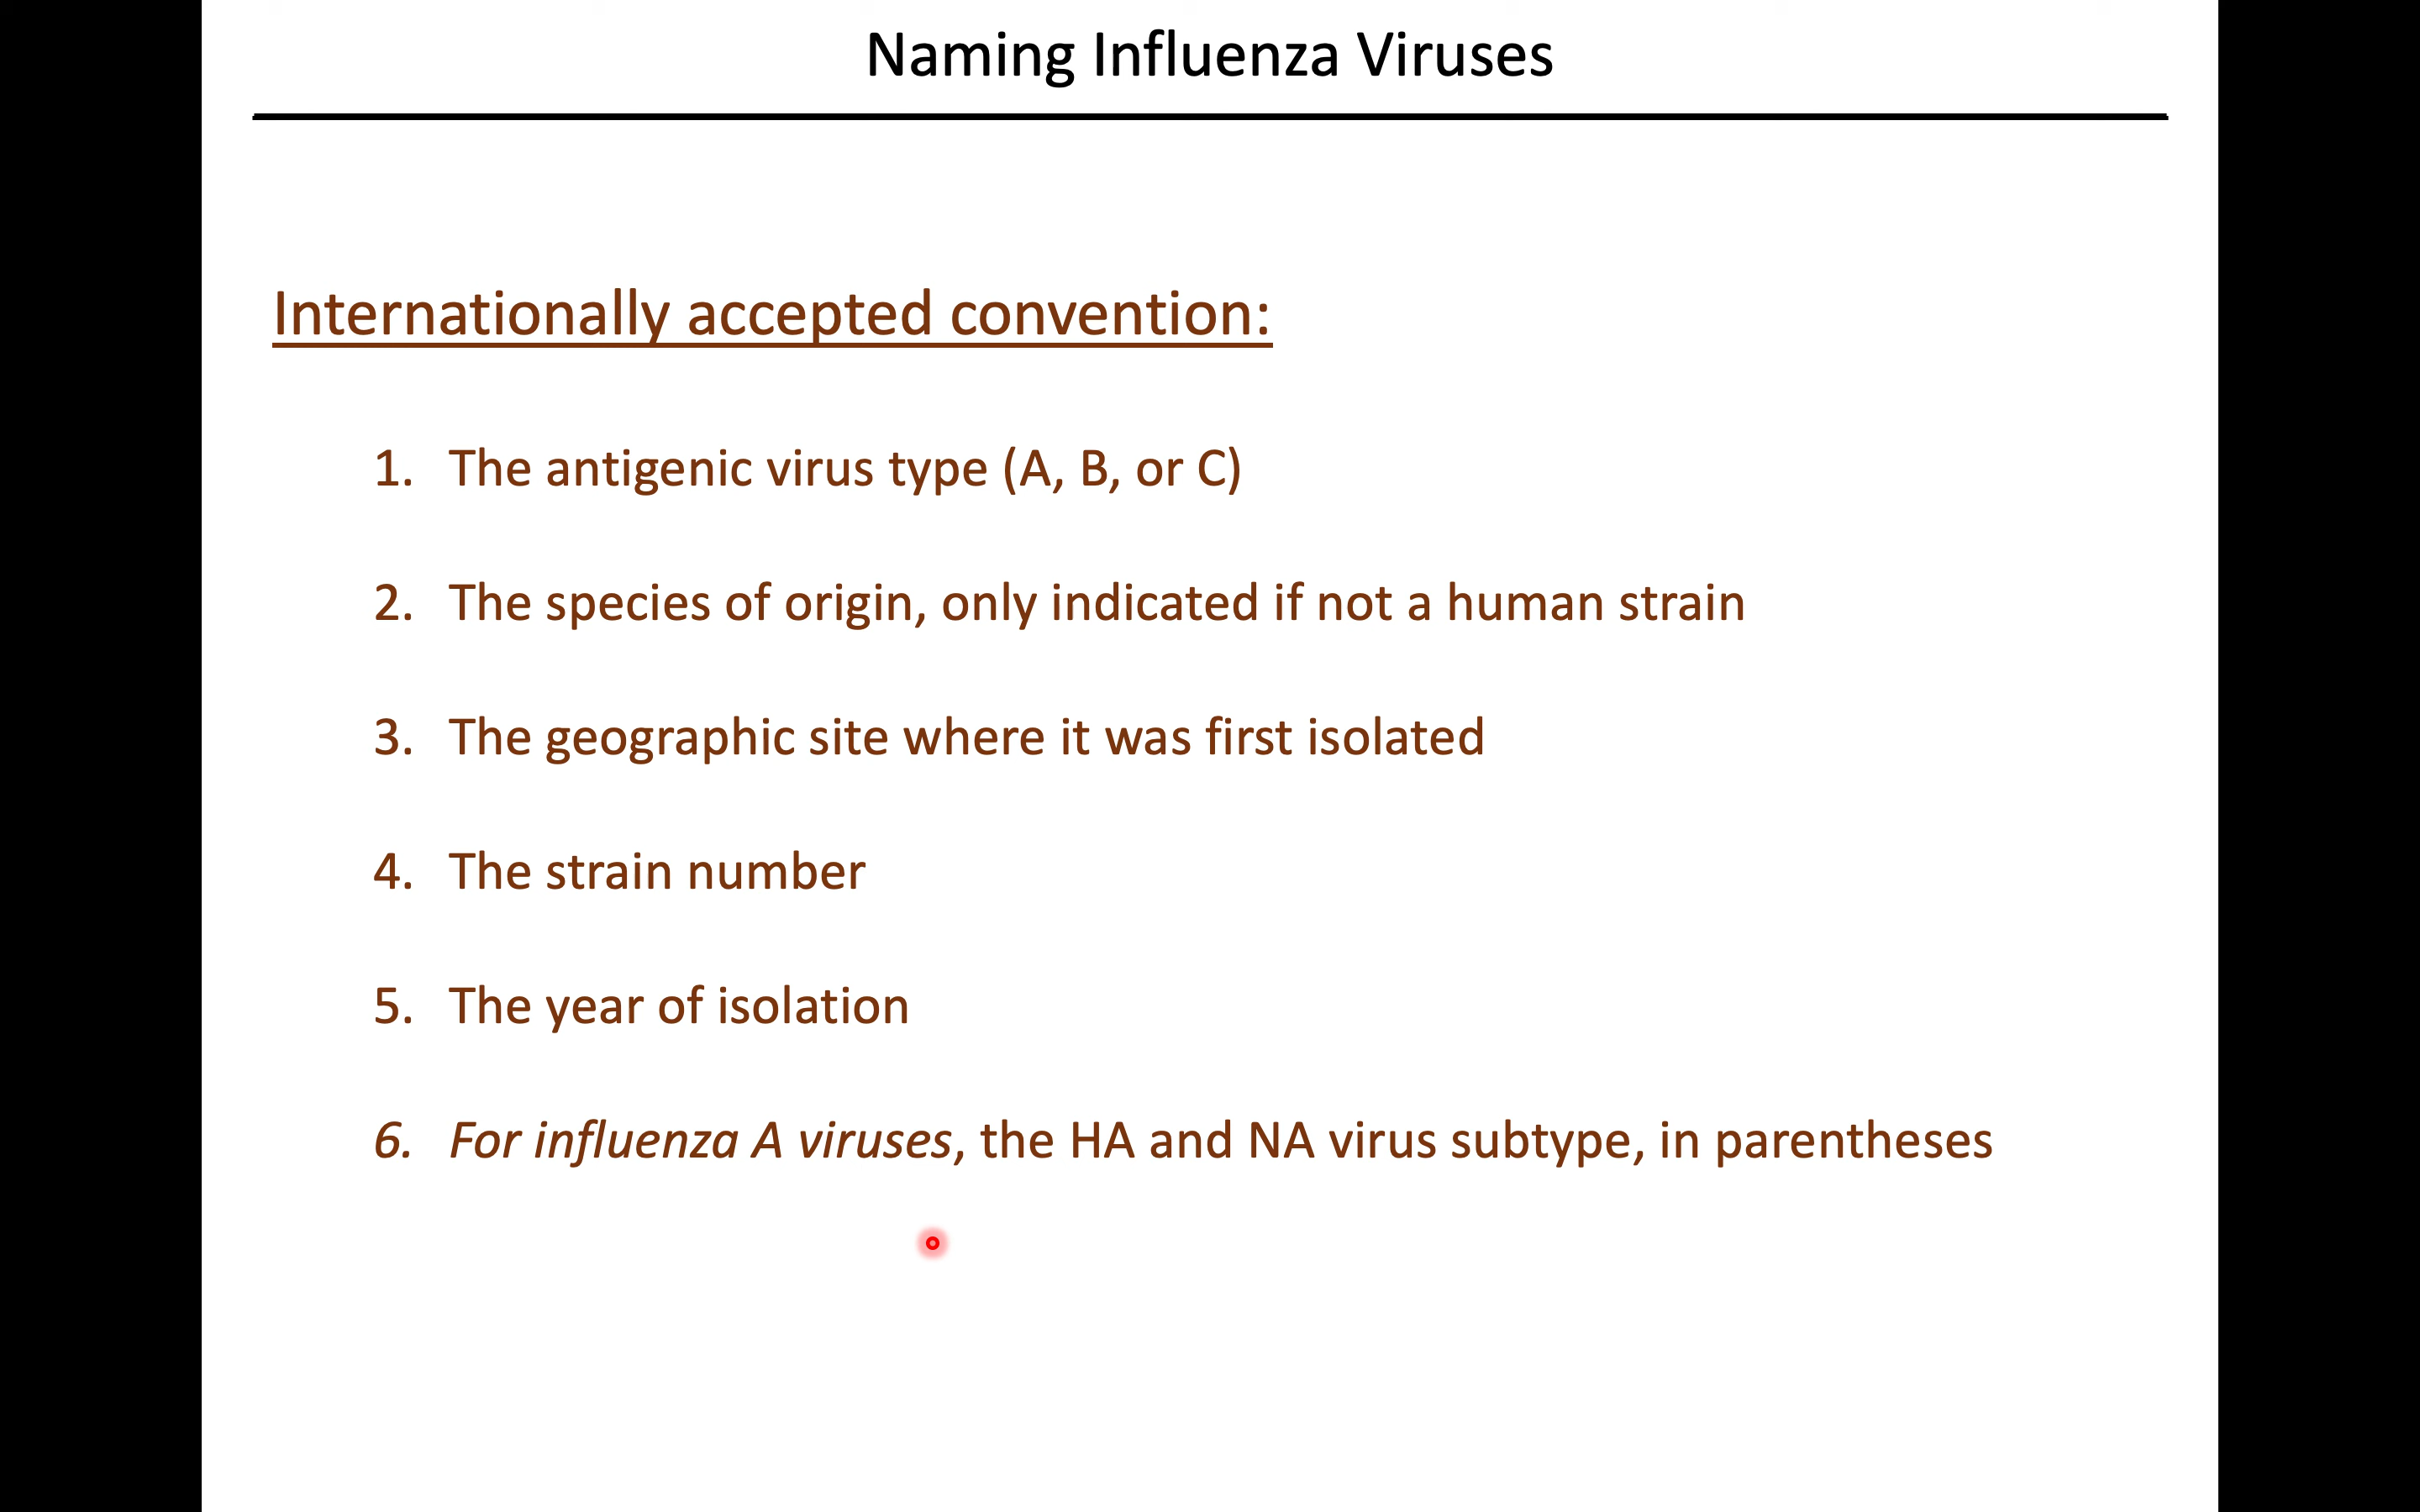 Naming Influenza Viruses
Internationally accepted convention:
1. The antigenic virus type (A, B, or C)
2. The species of origin, only indicated if not a human strain
3. The geographic site where it was first isolated
4. The strain number
5. The year of isolation
6. For influenza A viruses, the HA and NA virus subtype, in parentheses